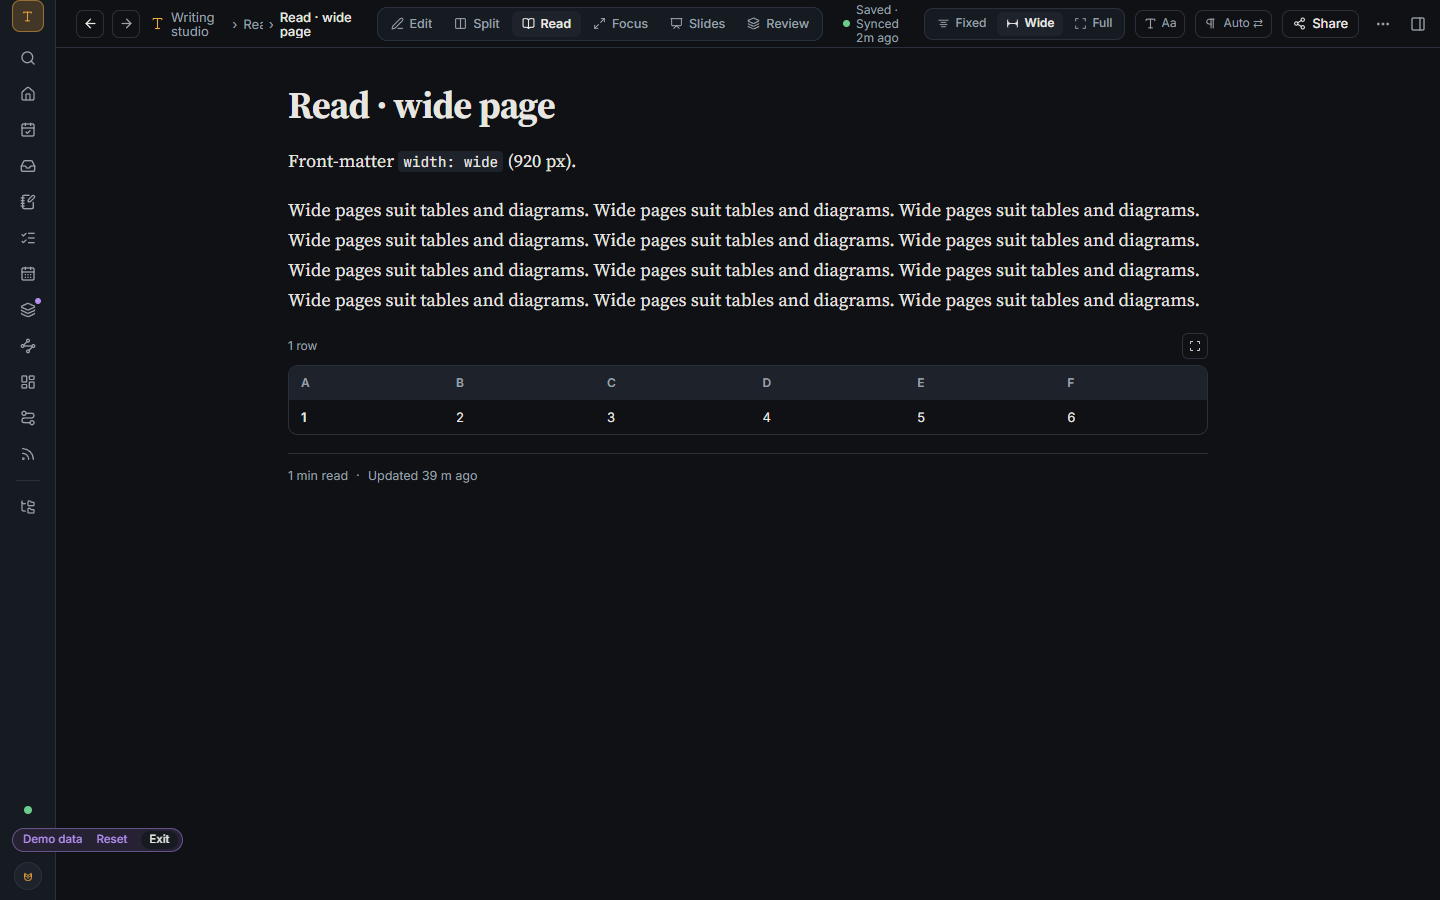 T
Writing studio
› Rea ›
Read · wide page
Edit
Split
Read
Focus
Slides
Review
Saved · Synced 2m ago
Fixed
Wide
Full
Aa
Auto
Share
Read · wide page
Front-matter width: wide (920 px).
Wide pages suit tables and diagrams. Wide pages suit tables and diagrams. Wide pages suit tables and diagrams.
Wide pages suit tables and diagrams. Wide pages suit tables and diagrams. Wide pages suit tables and diagrams.
Wide pages suit tables and diagrams. Wide pages suit tables and diagrams. Wide pages suit tables and diagrams.
Wide pages suit tables and diagrams. Wide pages suit tables and diagrams. Wide pages suit tables and diagrams.
1 row
A B C D E F
1 2 3 4 5 6
1 min read · Updated 39 m ago
Demo data Reset Exit